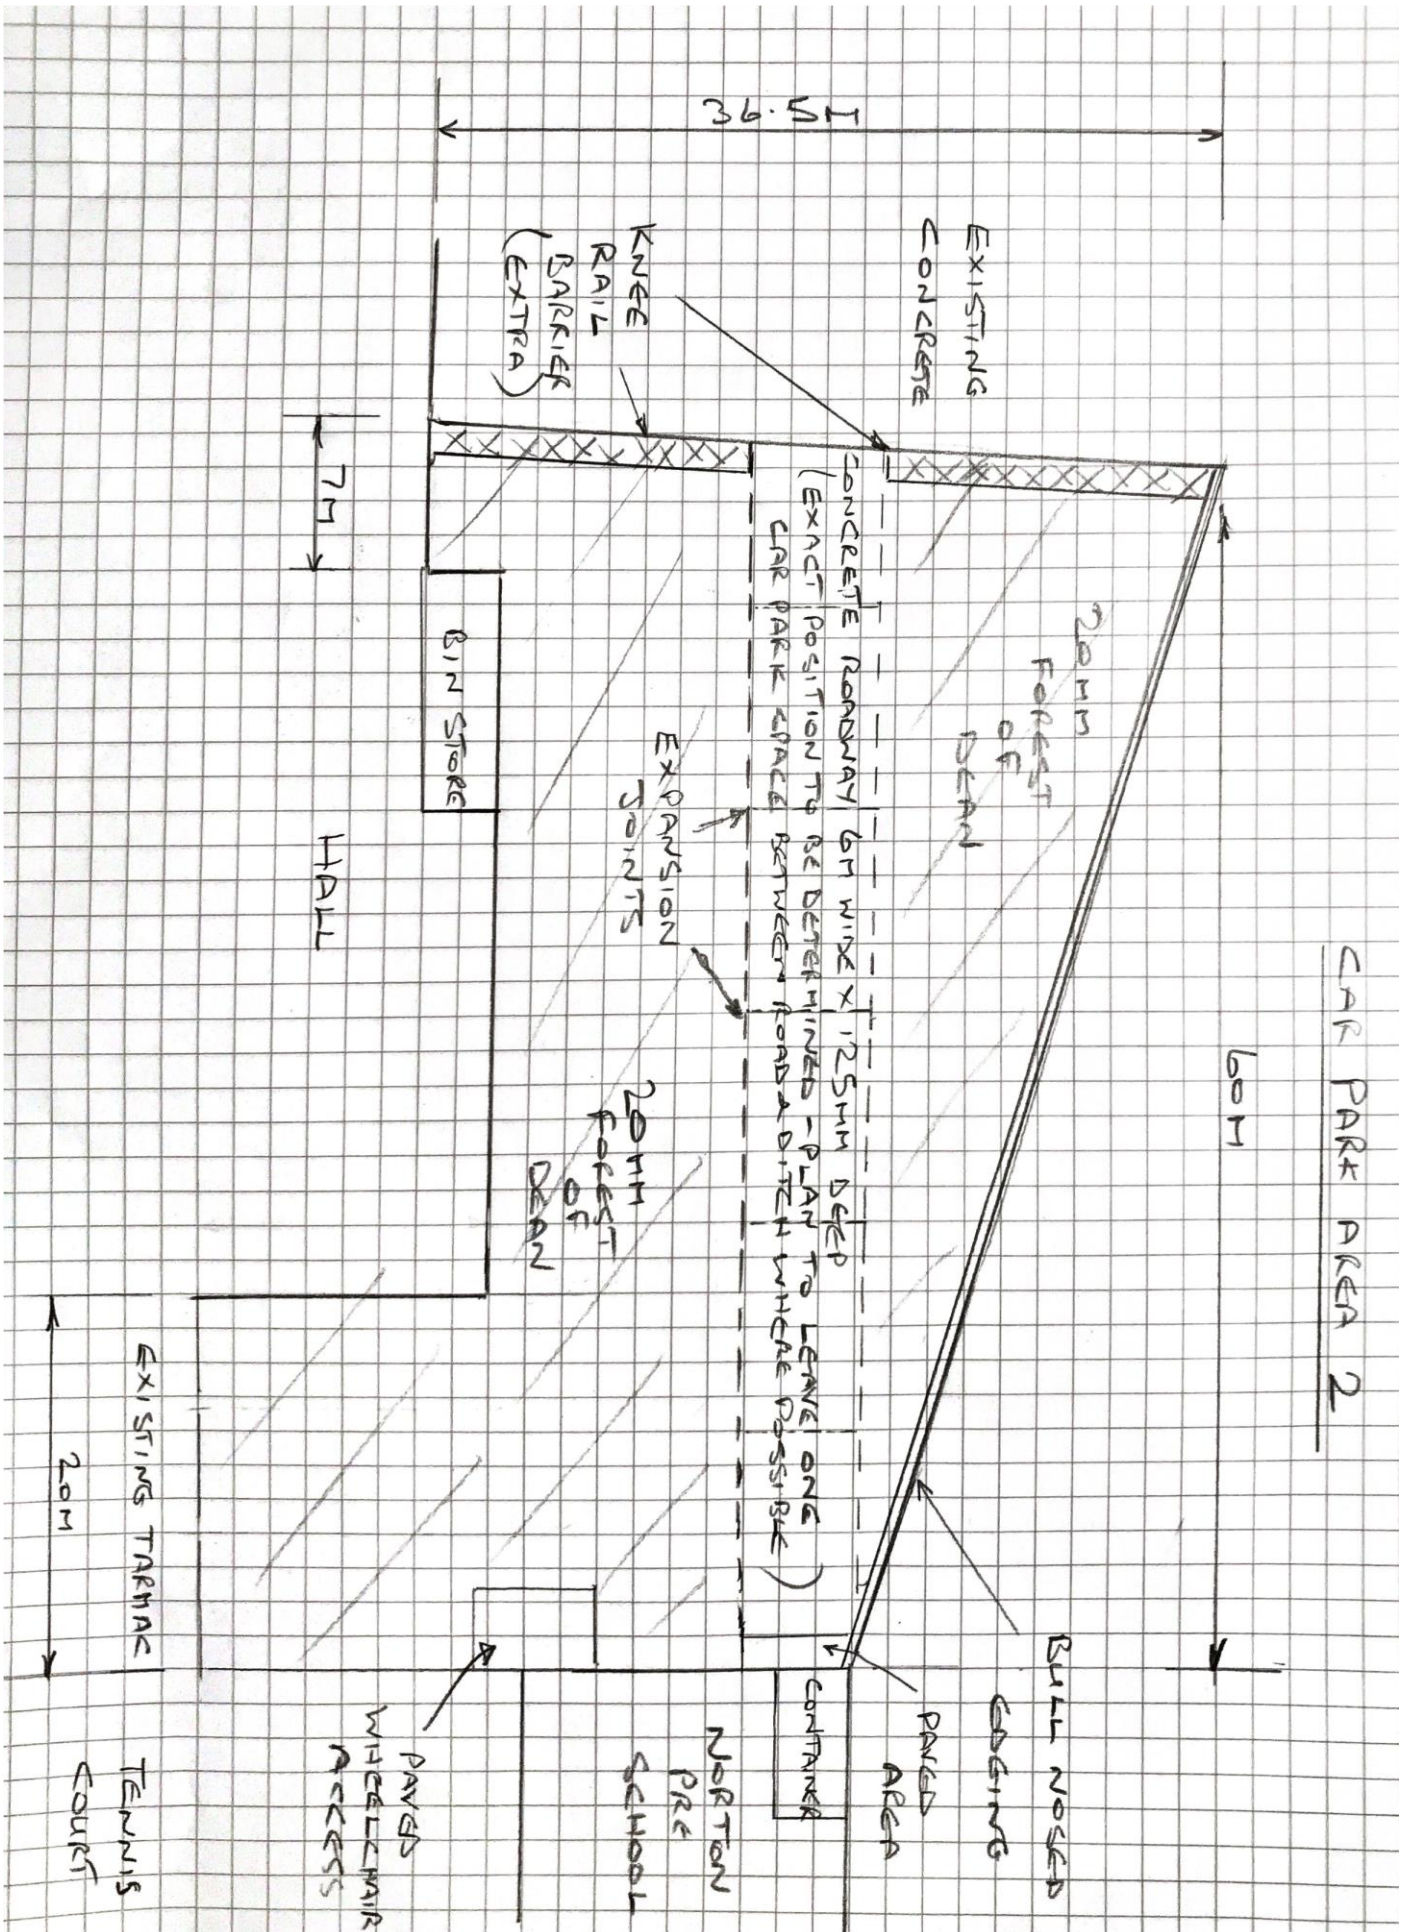 CAR PARK AREA 2
60M
36.5M
EXISTING
CONCRETE
KNEE
RAIL
BARRIER
(EXTRA)
20MM
FOREST
OF
DEAN
BULL NOSED
EDGING
PAVED
AREA
CONCRETE ROADWAY 6M WIDE X 125MM DEEP
(EXACT POSITION TO BE DETERMINED - PLAN TO LEAVE ONE
CAR PARK SPACE BETWEEN ROAD & DITCH WHERE POSSIBLE)
CONTAINER
EXPANSION
JOINTS
20MM
FOREST
OF
DEAN
NORTON
PRE
SCHOOL
7M
BIN STORE
HALL
PAVED
WHEELCHAIR
ACCESS
EXISTING TARMAC
20M
TENNIS
COURT